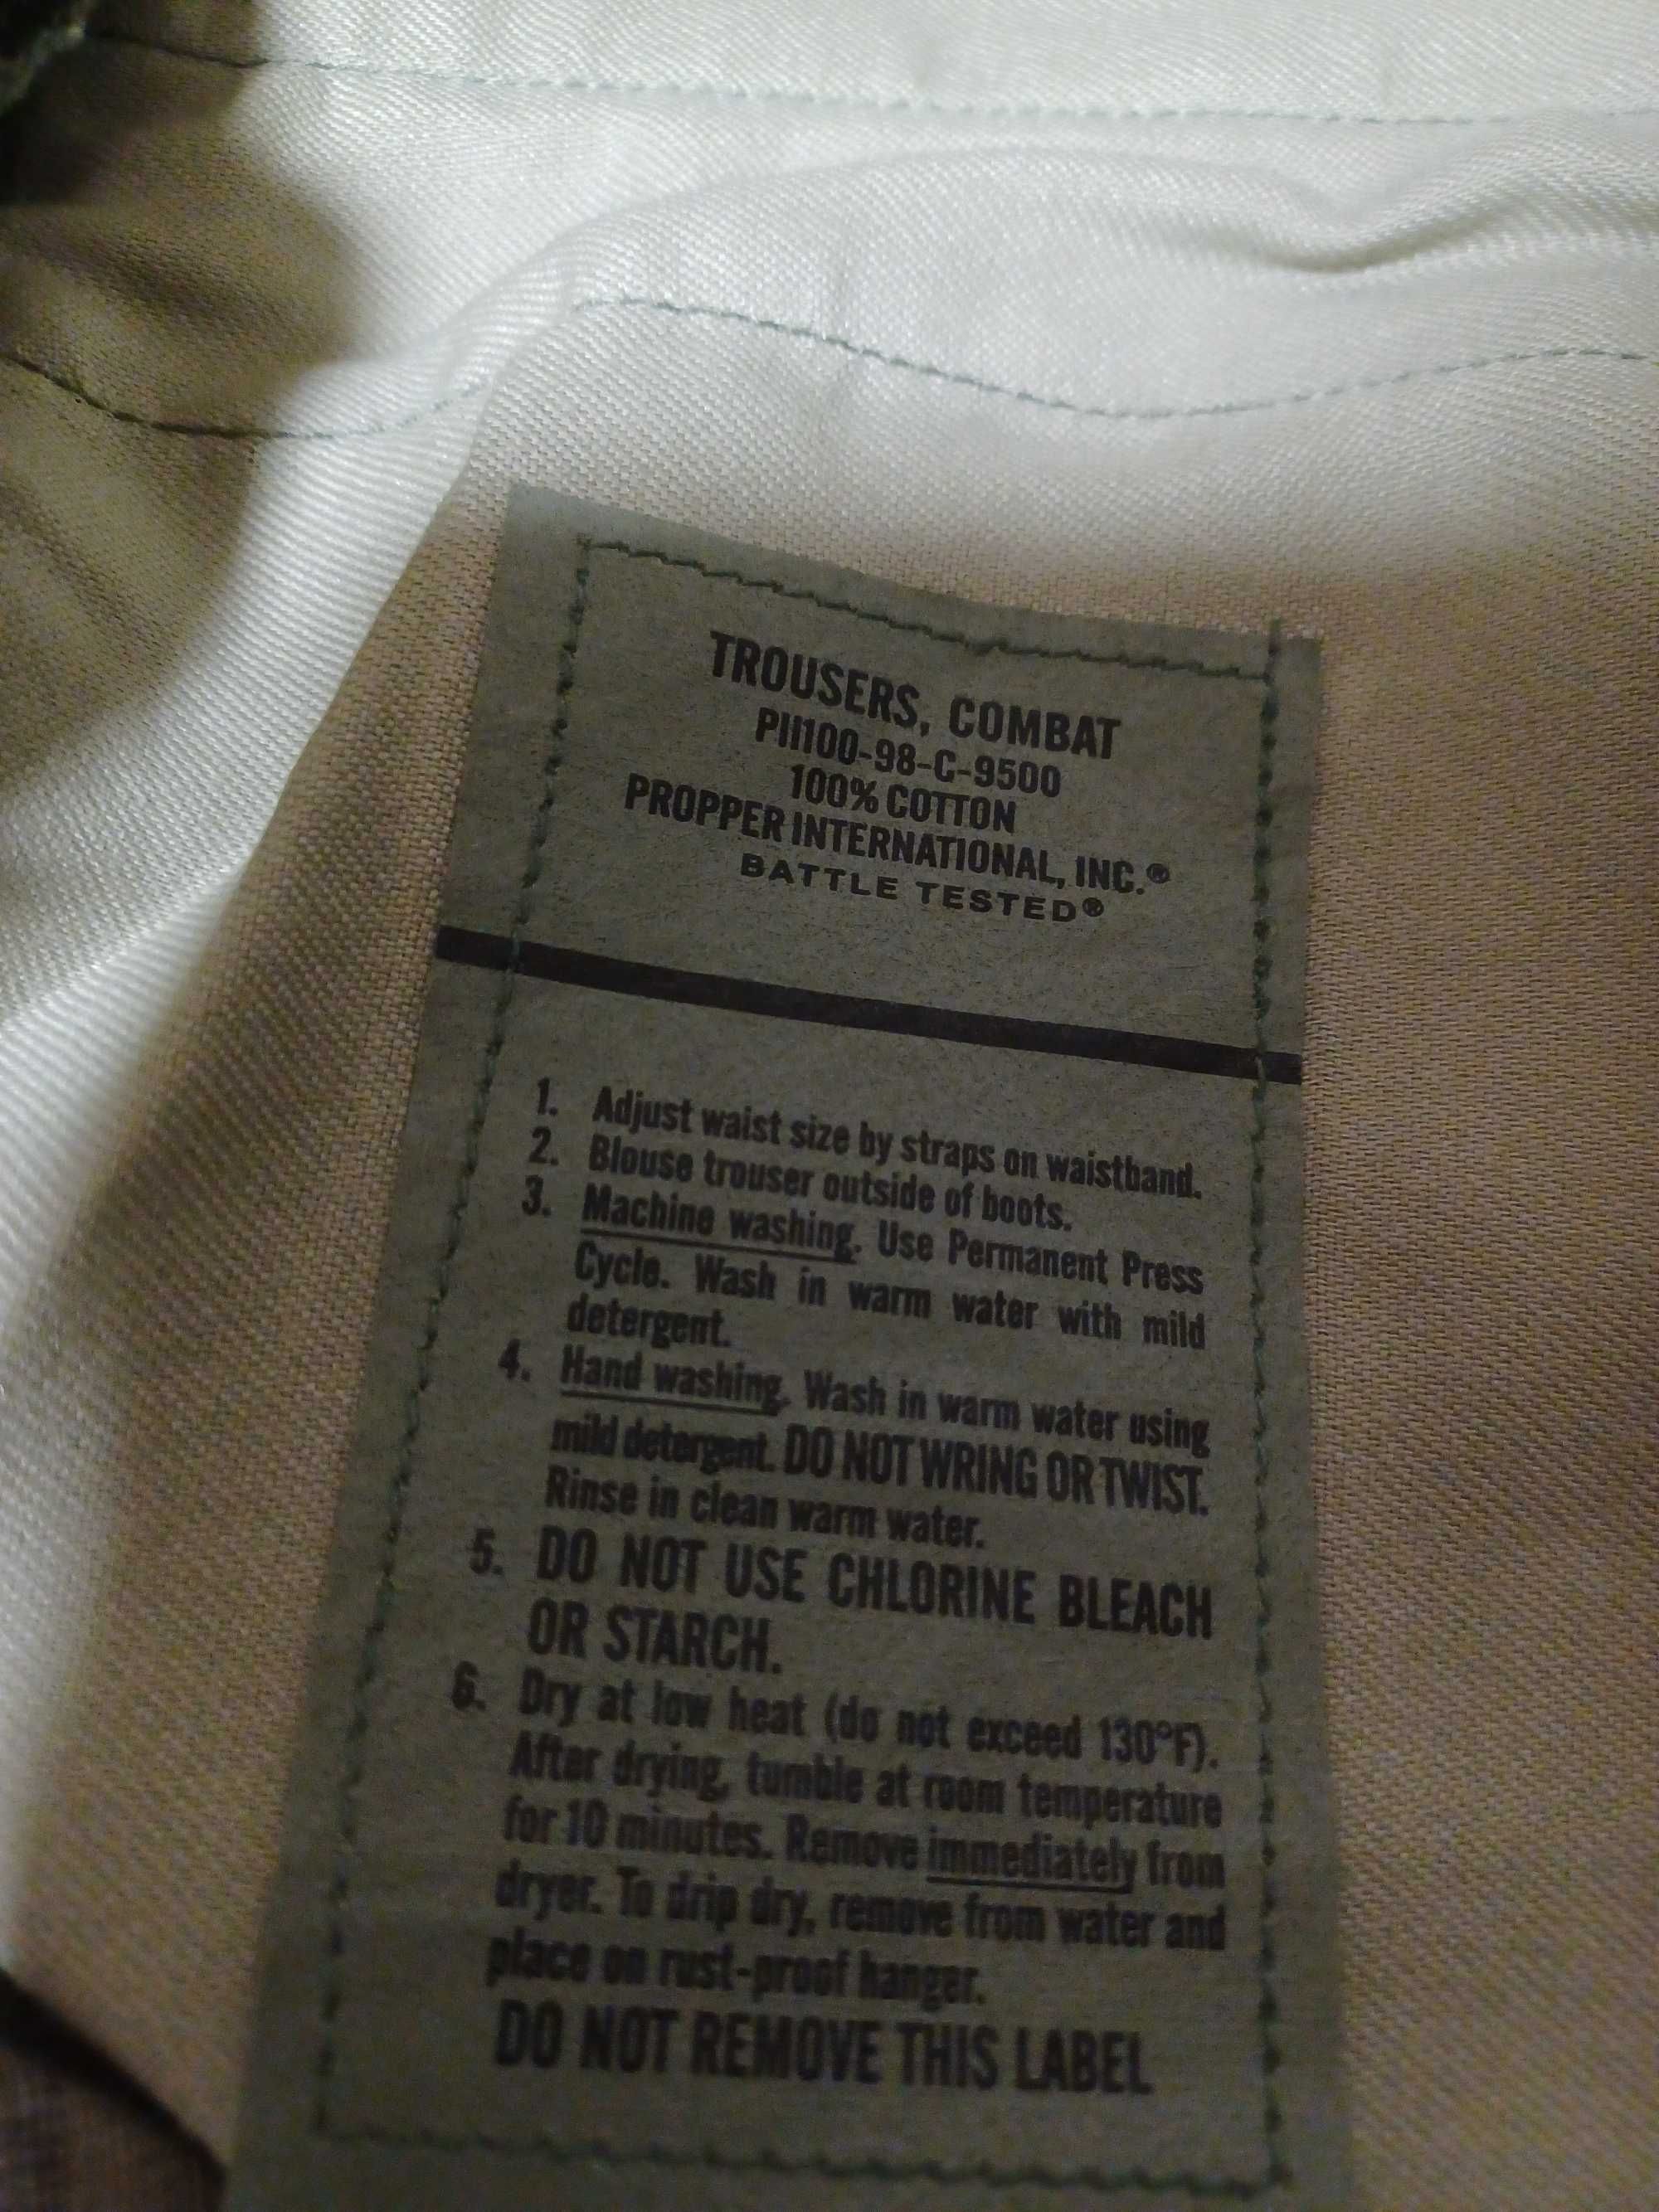 TROUSERS, COMBAT
PII100-98-C-9500
100% COTTON
PROPPER INTERNATIONAL, INC.®
BATTLE TESTED®
1. Adjust waist size by straps on waistband.
2. Blouse trouser outside of boots.
3. Machine washing. Use Permanent Press
Cycle. Wash in warm water with mild
detergent.
4. Hand washing. Wash in warm water using
mild detergent. DO NOT WRING OR TWIST.
Rinse in clean warm water.
5. DO NOT USE CHLORINE BLEACH
OR STARCH.
6. Dry at low heat (do not exceed 130°F).
After drying, tumble at room temperature
for 10 minutes. Remove immediately from
dryer. To drip dry, remove from water and
place on rust-proof hanger.
DO NOT REMOVE THIS LABEL